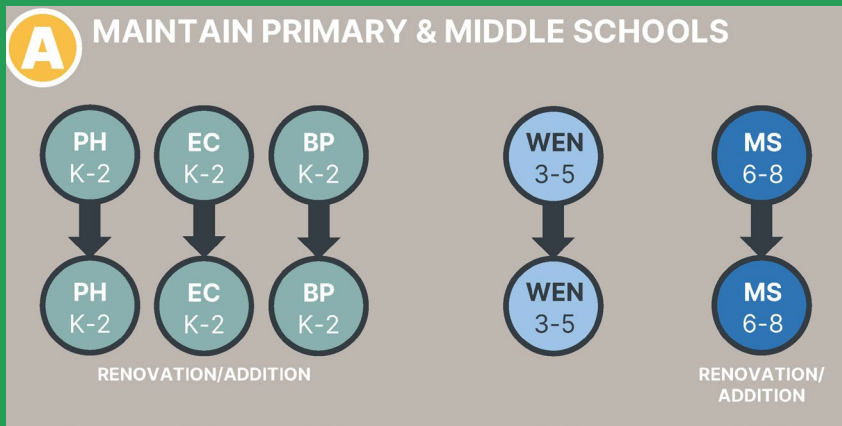 A
MAINTAIN PRIMARY & MIDDLE SCHOOLS
PH
K-2
EC
K-2
BP
K-2
WEN
3-5
MS
6-8
PH
K-2
EC
K-2
BP
K-2
WEN
3-5
MS
6-8
RENOVATION/ADDITION
RENOVATION/
ADDITION